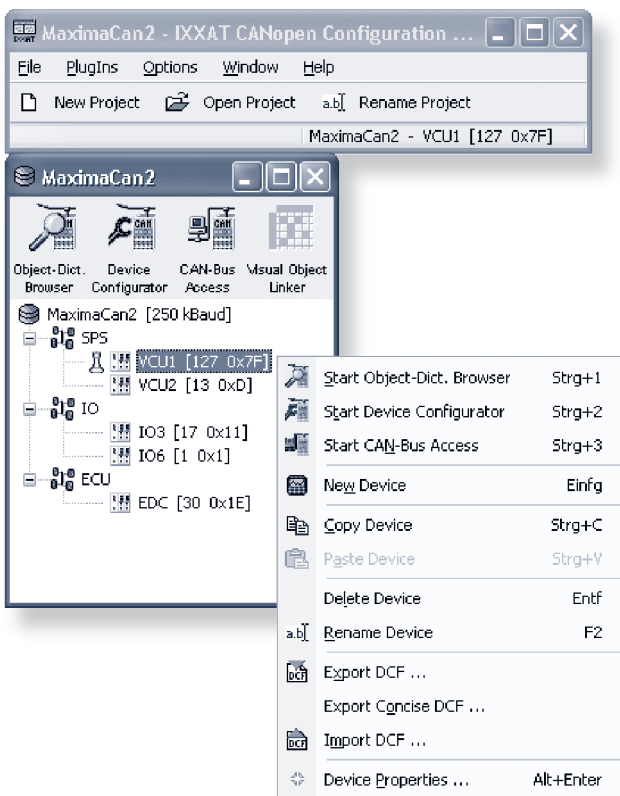 MaximaCan2 - IXXAT CANopen Configuration ...
File PlugIns Options Window Help
New Project Open Project a.b Rename Project
MaximaCan2 - VCU1 [127 0x7F]
MaximaCan2
Object-Dict. Browser
Device Configurator
CAN-Bus Access
Visual Object Linker
MaximaCan2 [250 kBaud]
SPS
VCU1 [127 0x7F]
VCU2 [13 0xD]
IO
IO3 [17 0x11]
IO6 [1 0x1]
ECU
EDC [30 0x1E]
Start Object-Dict. Browser Strg+1
Start Device Configurator Strg+2
Start CAN-Bus Access Strg+3
New Device Einfg
Copy Device Strg+C
Paste Device Strg+V
Delete Device Entf
a.b Rename Device F2
DCF Export DCF ...
Export Concise DCF ...
DCF Import DCF ...
Device Properties ... Alt+Enter